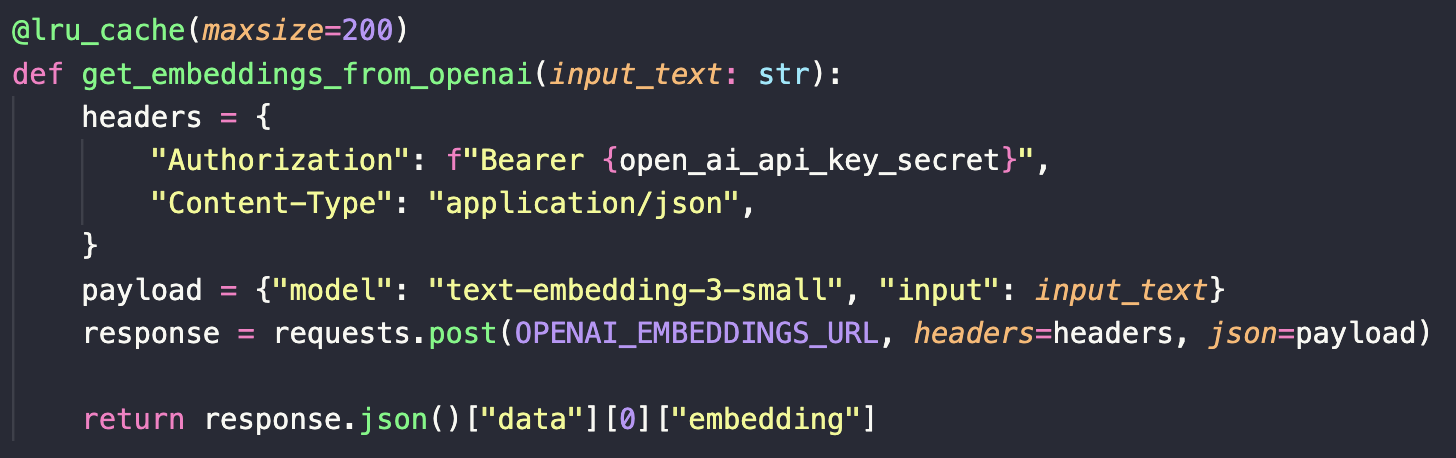 @lru_cache(maxsize=200)
def get_embeddings_from_openai(input_text: str):
    headers = {
        "Authorization": f"Bearer {open_ai_api_key_secret}",
        "Content-Type": "application/json",
    }
    payload = {"model": "text-embedding-3-small", "input": input_text}
    response = requests.post(OPENAI_EMBEDDINGS_URL, headers=headers, json=payload)

    return response.json()["data"][0]["embedding"]